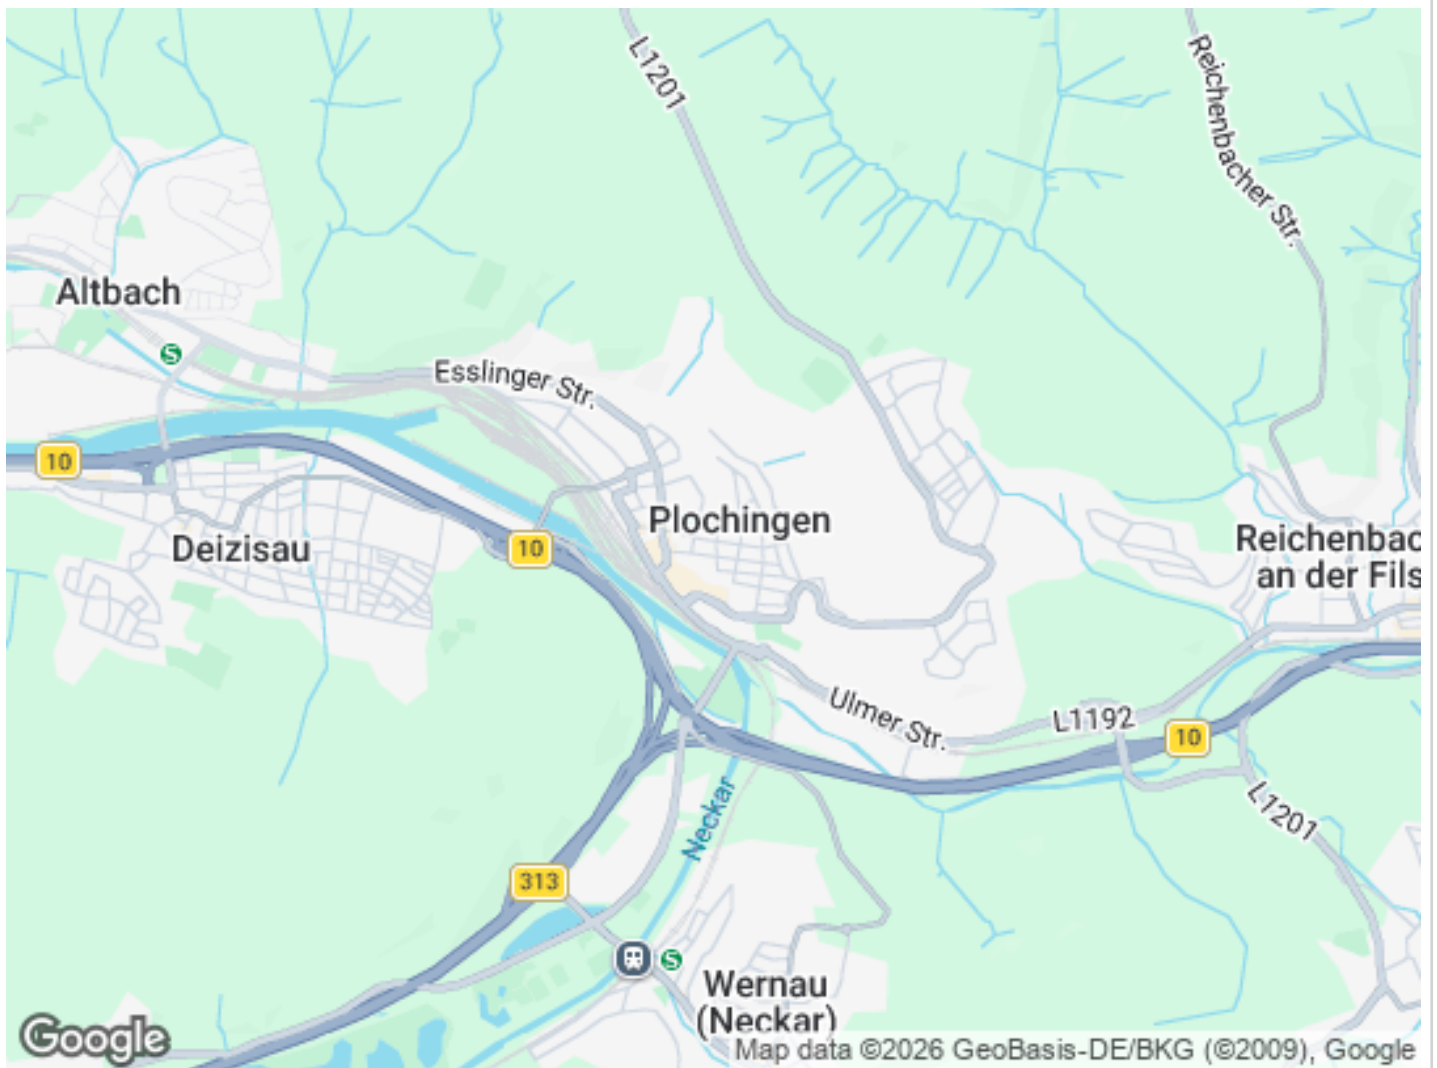 L1201
Reichenbacher Str.
Altbach
S
Esslinger Str.
10
Plochingen
10
Deizisau
Reichenbac
an der Fils
Ulmer Str.
L1192
10
Neckar
L1201
313
S
Wernau
(Neckar)
Google
Map data ©2026 GeoBasis-DE/BKG (©2009), Google